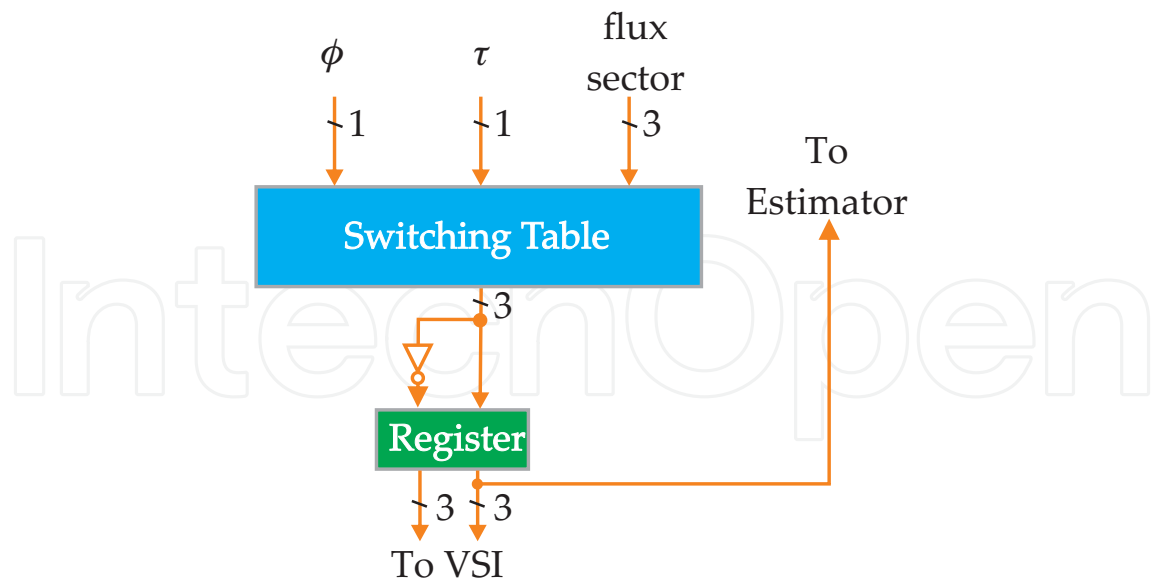 ϕ
τ
flux
sector
1
1
3
To
Estimator
Switching Table
3
Register
3
3
To VSI
IntechOpen